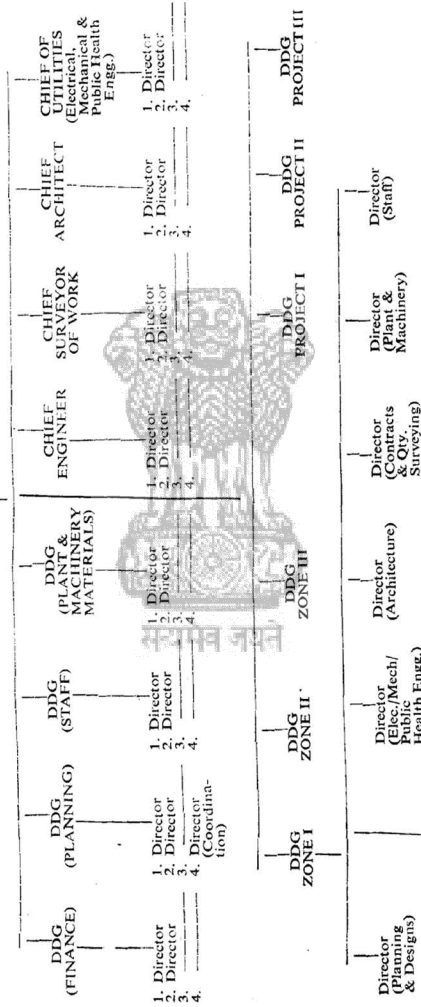 DDG
(FINANCE)
1. Director
2. Director
3.
4.
DDG
(PLANNING)
1. Director
2. Director
3.
4. Director
(Coordina-
tion)
DDG
(STAFF)
1. Director
2. Director
3.
4.
DDG
(PLANT &
MACHINERY
MATERIALS)
1. Director
2. Director
3.
4.
CHIEF
ENGINEER
1. Director
2. Director
3.
4.
CHIEF
SURVEYOR
OF WORK
1. Director
2. Director
3.
4.
CHIEF
ARCHITECT
1. Director
2. Director
3.
4.
CHIEF OF
UTILITIES
(Electrical,
Mechanical &
Public Health
Engg.)
1. Director
2. Director
3.
4.
DDG
ZONE I
DDG
ZONE II
DDG
ZONE III
DDG
PROJECT I
DDG
PROJECT II
DDG
PROJECT III
Director
(Planning
& Designs)
Director
(Elec./Mech/
Public
Health Engg.)
Director
(Architecture)
Director
(Contracts
& Qty.
Surveying)
Director
(Plant &
Machinery)
Director
(Staff)
सत्यमेव जयते